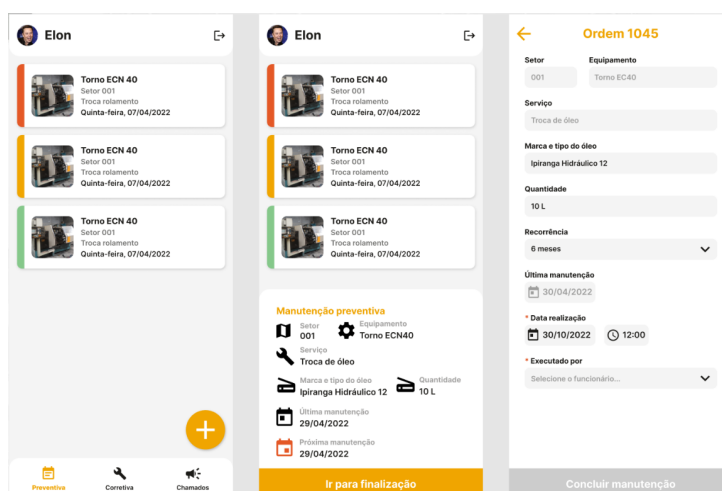 Elon
Torno ECN 40
Setor 001
Troca rolamento
Quinta-feira, 07/04/2022
Torno ECN 40
Setor 001
Troca rolamento
Quinta-feira, 07/04/2022
Torno ECN 40
Setor 001
Troca rolamento
Quinta-feira, 07/04/2022
Preventiva
Corretiva
Chamados
Elon
Torno ECN 40
Setor 001
Troca rolamento
Quinta-feira, 07/04/2022
Torno ECN 40
Setor 001
Troca rolamento
Quinta-feira, 07/04/2022
Torno ECN 40
Setor 001
Troca rolamento
Quinta-feira, 07/04/2022
Manutenção preventiva
Setor Equipamento
001 Torno ECN40
Serviço
Troca de óleo
Marca e tipo do óleo Quantidade
Ipiranga Hidráulico 12 10 L
Última manutenção
29/04/2022
Próxima manutenção
29/04/2022
Ir para finalização
Ordem 1045
Setor Equipamento
001 Torno EC40
Serviço
Troca de óleo
Marca e tipo do óleo
Ipiranga Hidráulico 12
Quantidade
10 L
Recorrência
6 meses
Última manutenção
30/04/2022
* Data realização
30/10/2022 12:00
* Executado por
Selecione o funcionário...
Concluir manutenção